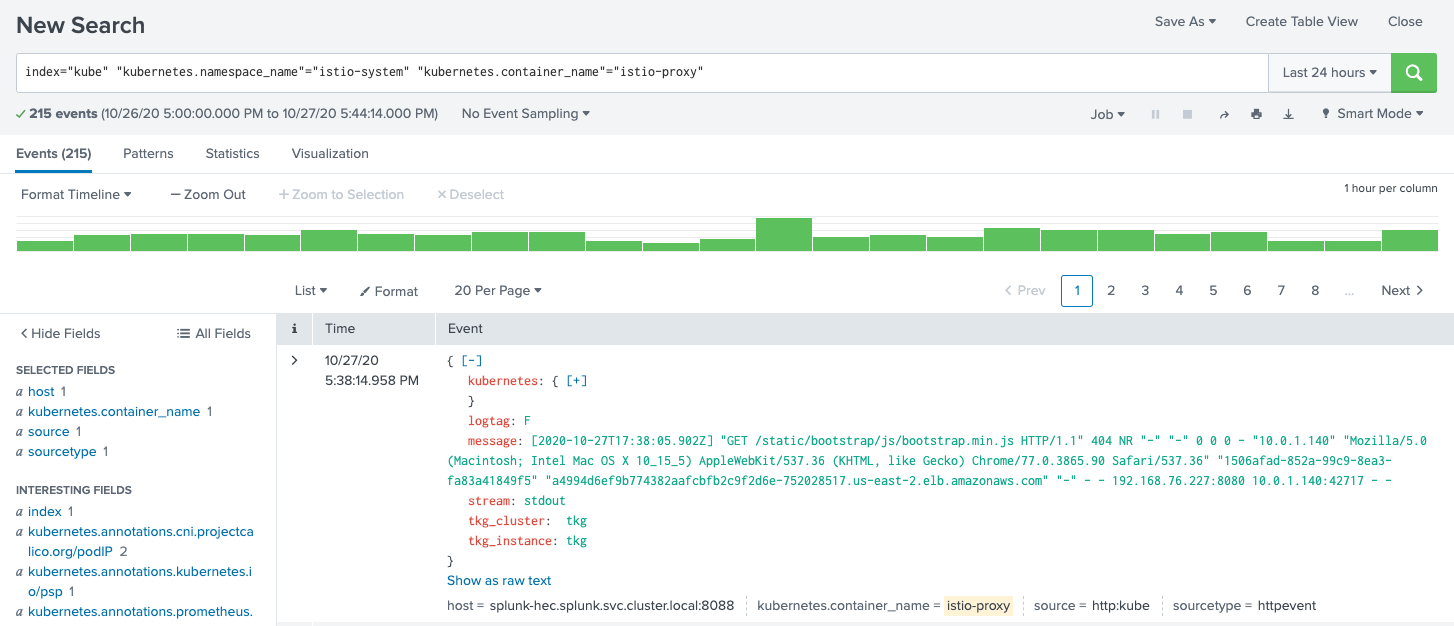 New Search
Save As
Create Table View
Close
index="kube" "kubernetes.namespace_name"="istio-system" "kubernetes.container_name"="istio-proxy"
Last 24 hours
215 events (10/26/20 5:00:00.000 PM to 10/27/20 5:44:14.000 PM)
No Event Sampling
Job
Smart Mode
Events (215)
Patterns
Statistics
Visualization
Format Timeline
— Zoom Out
+ Zoom to Selection
× Deselect
1 hour per column
List
Format
20 Per Page
< Prev
1 2 3 4 5 6 7 8 ...
Next >
< Hide Fields
All Fields
SELECTED FIELDS
a host 1
a kubernetes.container_name 1
a source 1
a sourcetype 1
INTERESTING FIELDS
a index 1
a kubernetes.annotations.cni.projectca
lico.org/podIP 2
a kubernetes.annotations.kubernetes.i
o/psp 1
a kubernetes.annotations.prometheus.
i
Time
Event
>
10/27/20
5:38:14.958 PM
{ [-]
kubernetes: { [+]
}
logtag: F
message: [2020-10-27T17:38:05.902Z] "GET /static/bootstrap/js/bootstrap.min.js HTTP/1.1" 404 NR "-" "-" 0 0 0 - "10.0.1.140" "Mozilla/5.0
(Macintosh; Intel Mac OS X 10_15_5) AppleWebKit/537.36 (KHTML, like Gecko) Chrome/77.0.3865.90 Safari/537.36" "1506afad-852a-99c9-8ea3-
fa83a41849f5" "a4994d6ef9b774382aafcbfb2c9f2d6e-752028517.us-east-2.elb.amazonaws.com" "-" - - 192.168.76.227:8080 10.0.1.140:42717 - -
stream: stdout
tkg_cluster: tkg
tkg_instance: tkg
}
Show as raw text
host = splunk-hec.splunk.svc.cluster.local:8088
kubernetes.container_name = istio-proxy
source = http:kube
sourcetype = httpevent